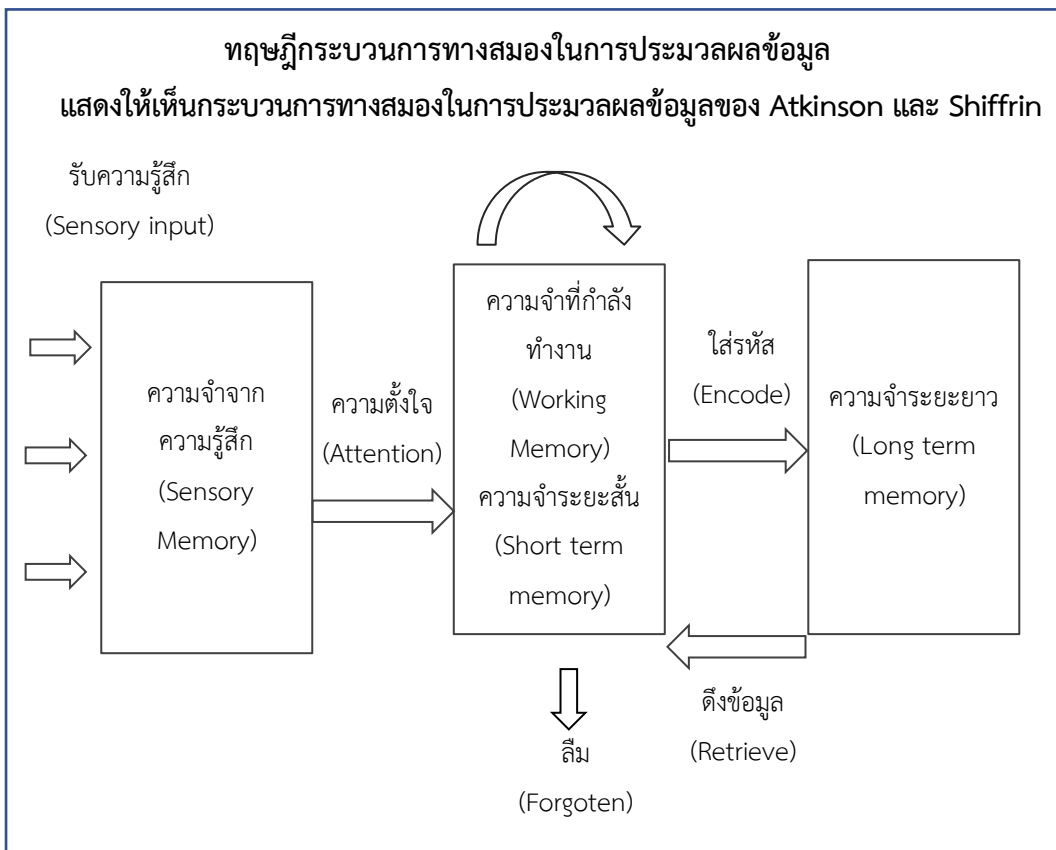 ทฤษฎีกระบวนการทางสมองในการประมวลผลข้อมูล
แสดงให้เห็นกระบวนการทางสมองในการประมวลผลข้อมูลของ Atkinson และ Shiffrin
รับความรู้สึก
(Sensory input)
ความจำจาก
ความรู้สึก
(Sensory
Memory)
ความตั้งใจ
(Attention)
ความจำที่กำลัง
ทำงาน
(Working
Memory)
ความจำระยะสั้น
(Short term
memory)
ใส่รหัส
(Encode)
ความจำระยะยาว
(Long term
memory)
ดึงข้อมูล
(Retrieve)
ลืม
(Forgoten)